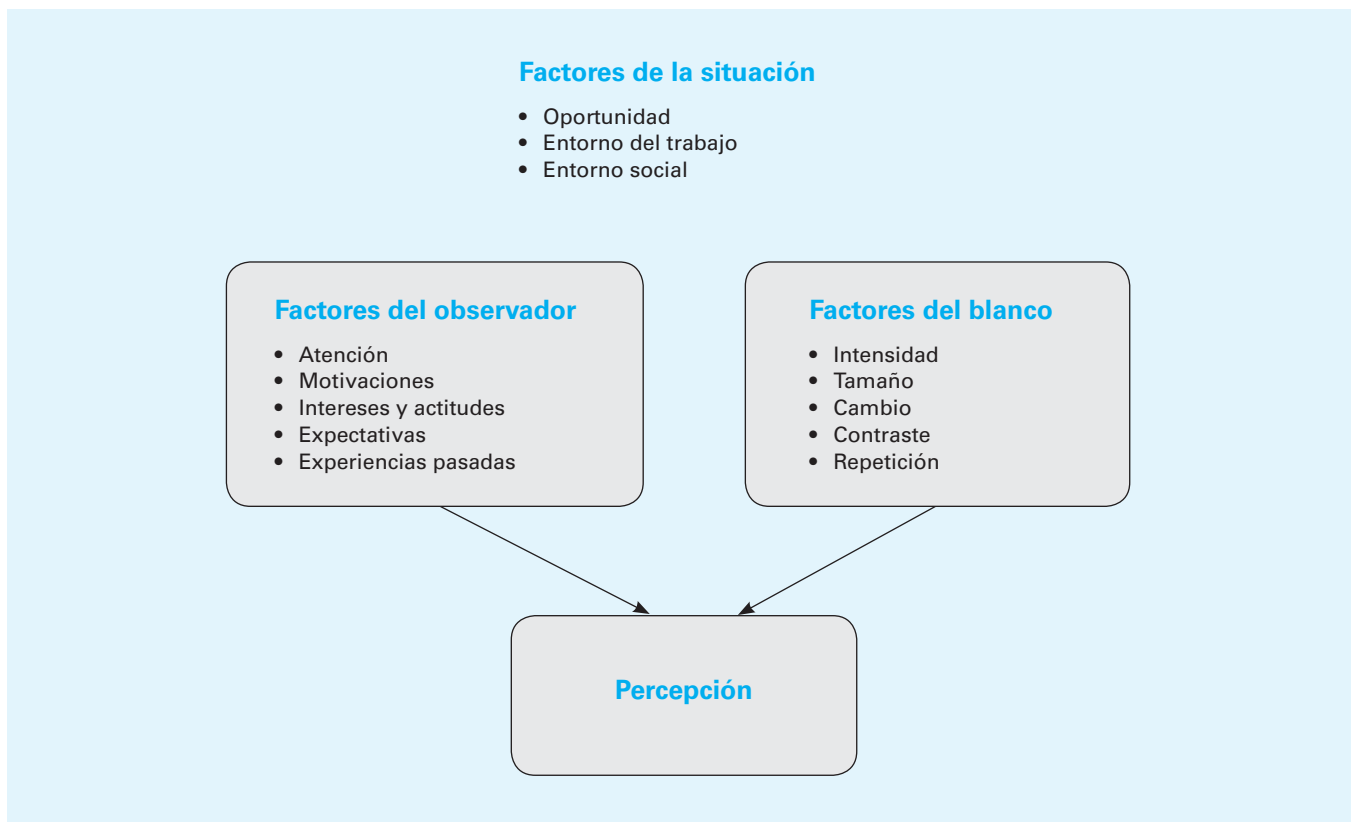 Factores de la situación
• Oportunidad
• Entorno del trabajo
• Entorno social
Factores del observador
• Atención
• Motivaciones
• Intereses y actitudes
• Expectativas
• Experiencias pasadas
Factores del blanco
• Intensidad
• Tamaño
• Cambio
• Contraste
• Repetición
Percepción